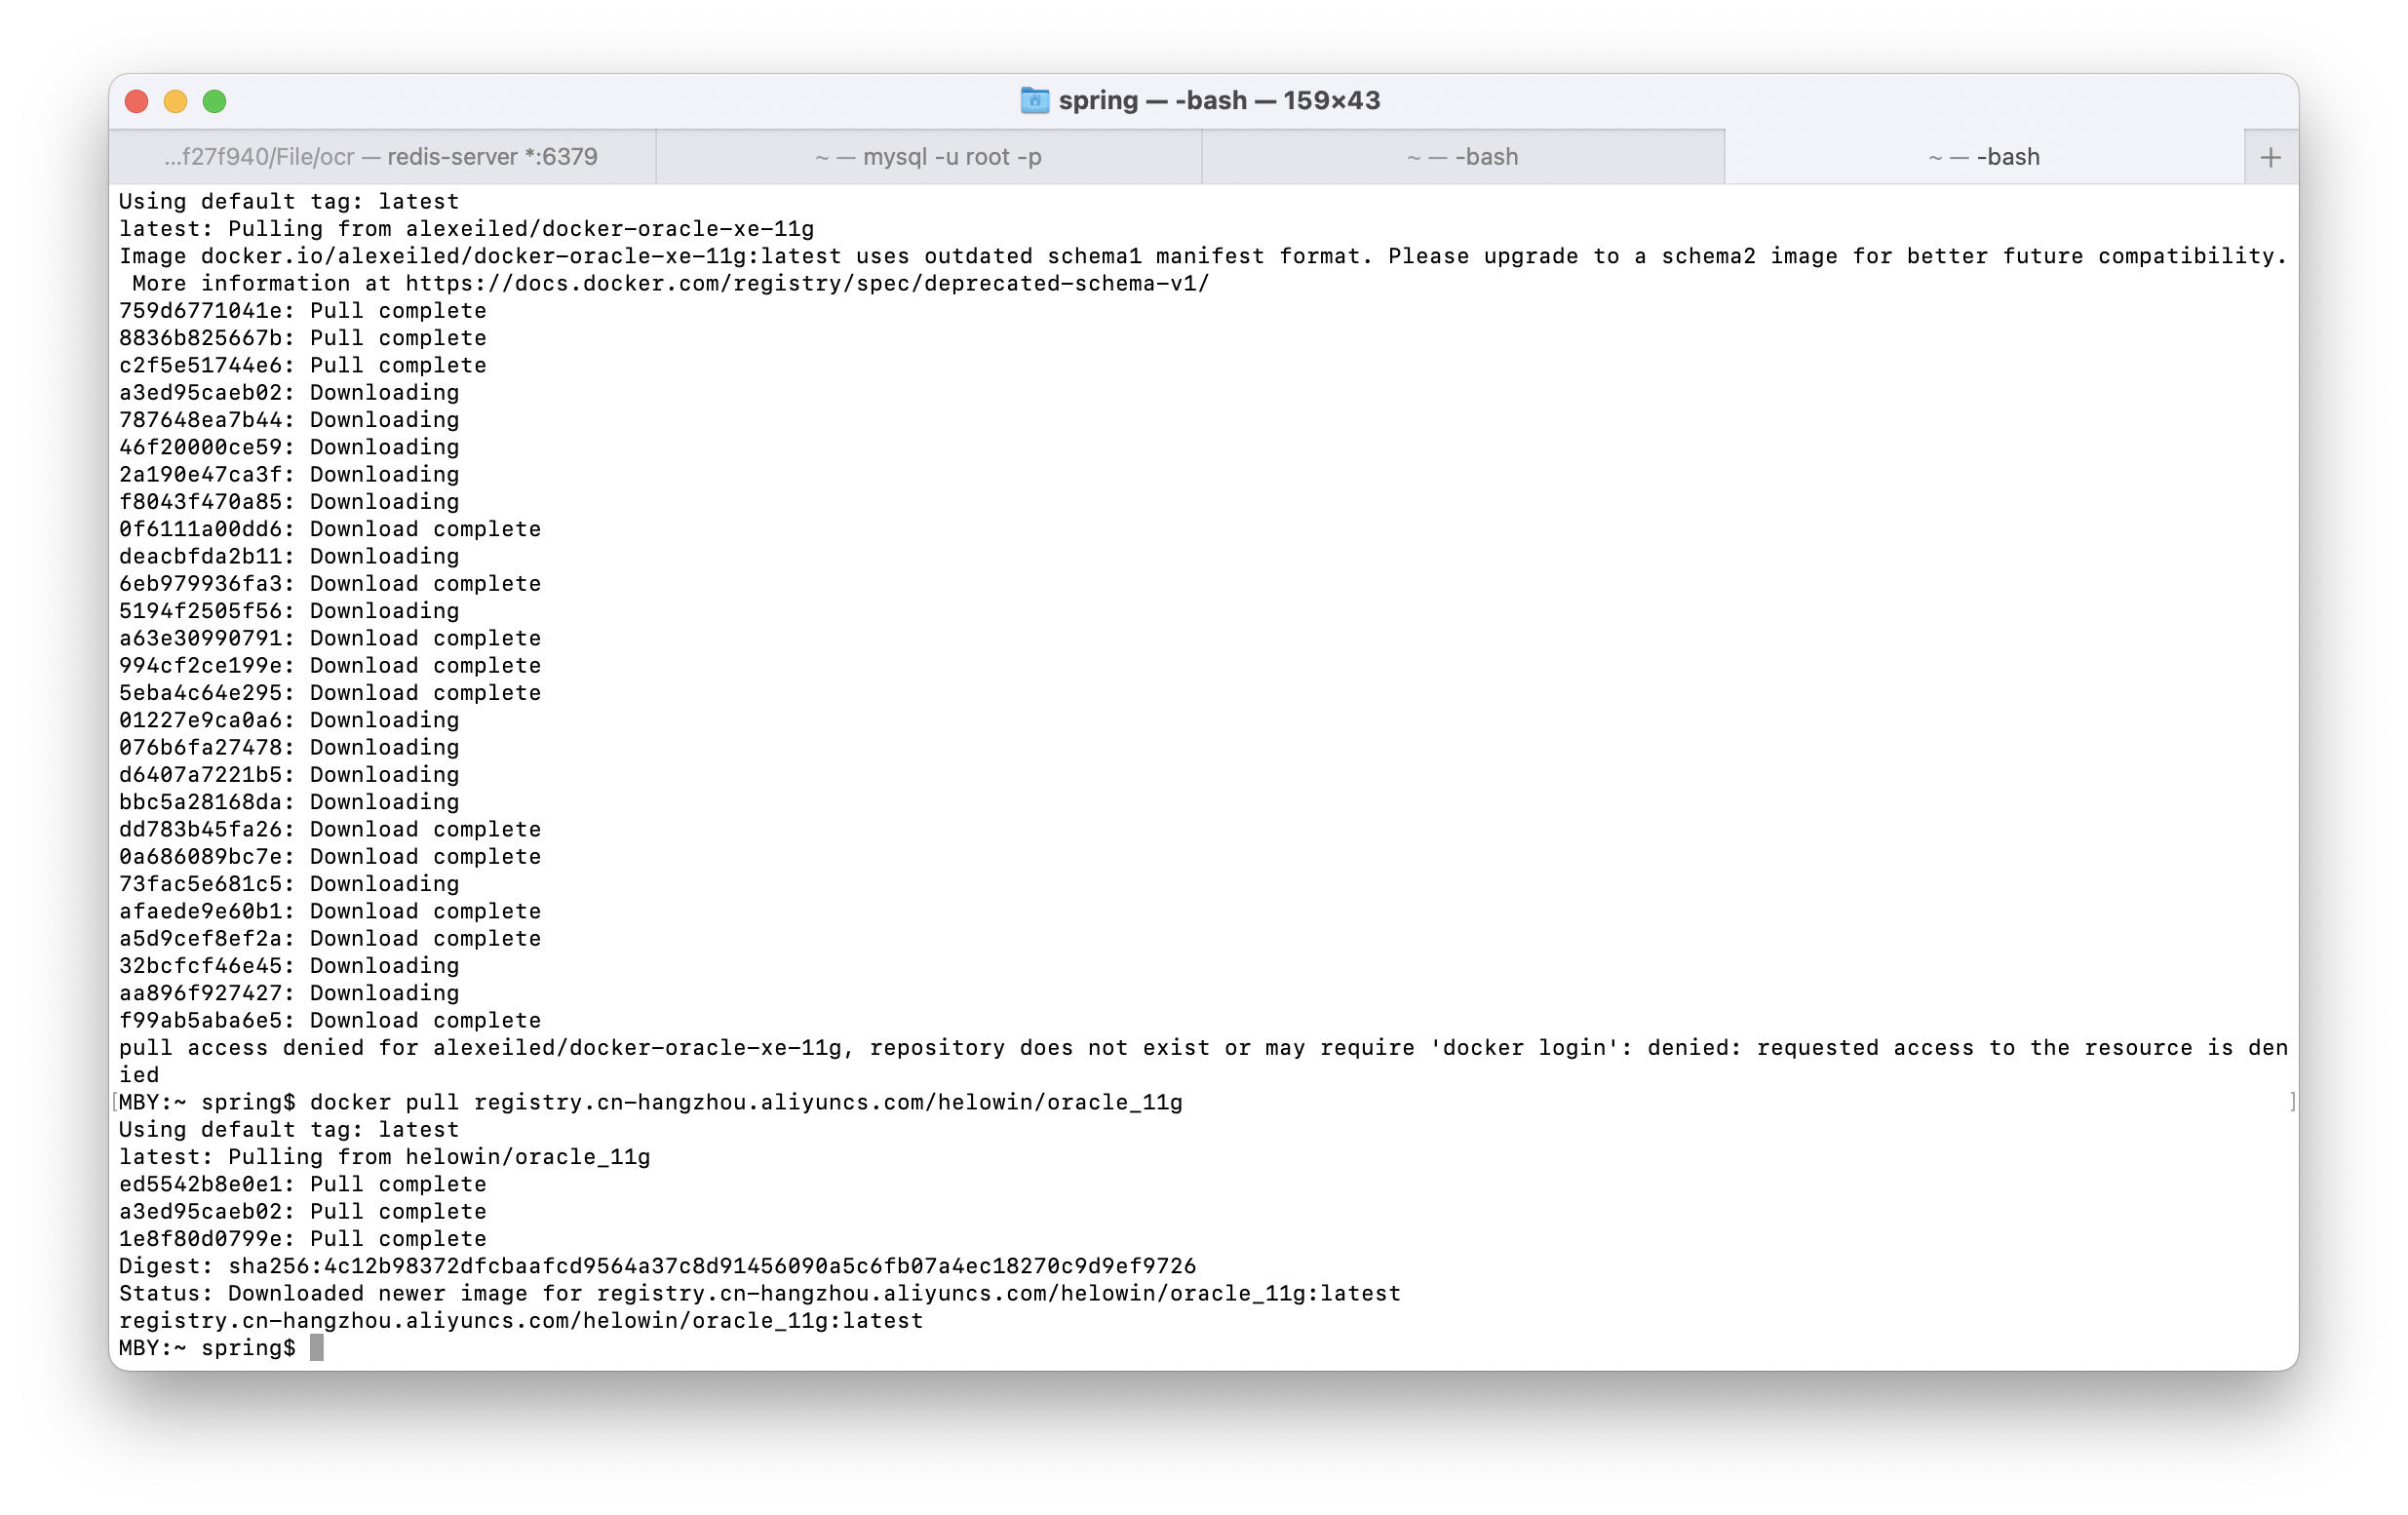 spring — -bash — 159×43
...f27f940/File/ocr — redis-server *:6379
~ — mysql -u root -p
~ — -bash
~ — -bash
Using default tag: latest
latest: Pulling from alexeiled/docker-oracle-xe-11g
Image docker.io/alexeiled/docker-oracle-xe-11g:latest uses outdated schema1 manifest format. Please upgrade to a schema2 image for better future compatibility.
 More information at https://docs.docker.com/registry/spec/deprecated-schema-v1/
759d6771041e: Pull complete
8836b825667b: Pull complete
c2f5e51744e6: Pull complete
a3ed95caeb02: Downloading
787648ea7b44: Downloading
46f20000ce59: Downloading
2a190e47ca3f: Downloading
f8043f470a85: Downloading
0f6111a00dd6: Download complete
deacbfda2b11: Downloading
6eb979936fa3: Download complete
5194f2505f56: Downloading
a63e30990791: Download complete
994cf2ce199e: Download complete
5eba4c64e295: Download complete
01227e9ca0a6: Downloading
076b6fa27478: Downloading
d6407a7221b5: Downloading
bbc5a28168da: Downloading
dd783b45fa26: Download complete
0a686089bc7e: Download complete
73fac5e681c5: Downloading
afaede9e60b1: Download complete
a5d9cef8ef2a: Download complete
32bcfcf46e45: Downloading
aa896f927427: Downloading
f99ab5aba6e5: Download complete
pull access denied for alexeiled/docker-oracle-xe-11g, repository does not exist or may require 'docker login': denied: requested access to the resource is den
ied
[MBY:~ spring$ docker pull registry.cn-hangzhou.aliyuncs.com/helowin/oracle_11g ]
Using default tag: latest
latest: Pulling from helowin/oracle_11g
ed5542b8e0e1: Pull complete
a3ed95caeb02: Pull complete
1e8f80d0799e: Pull complete
Digest: sha256:4c12b98372dfcbaafcd9564a37c8d91456090a5c6fb07a4ec18270c9d9ef9726
Status: Downloaded newer image for registry.cn-hangzhou.aliyuncs.com/helowin/oracle_11g:latest
registry.cn-hangzhou.aliyuncs.com/helowin/oracle_11g:latest
MBY:~ spring$